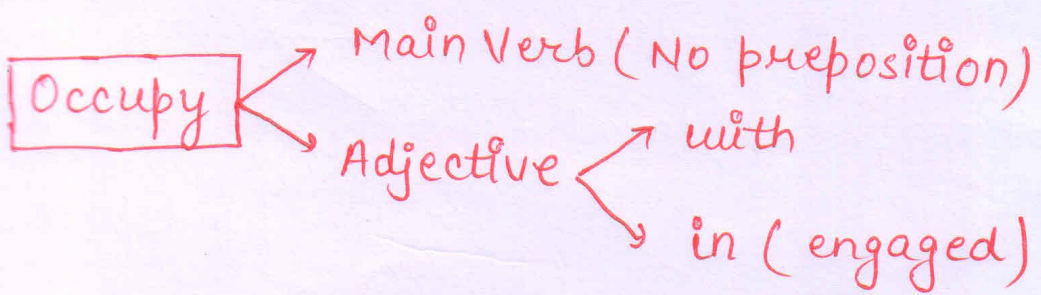 Main Verb (No preposition)
Occupy
Adjective
with
in (engaged)